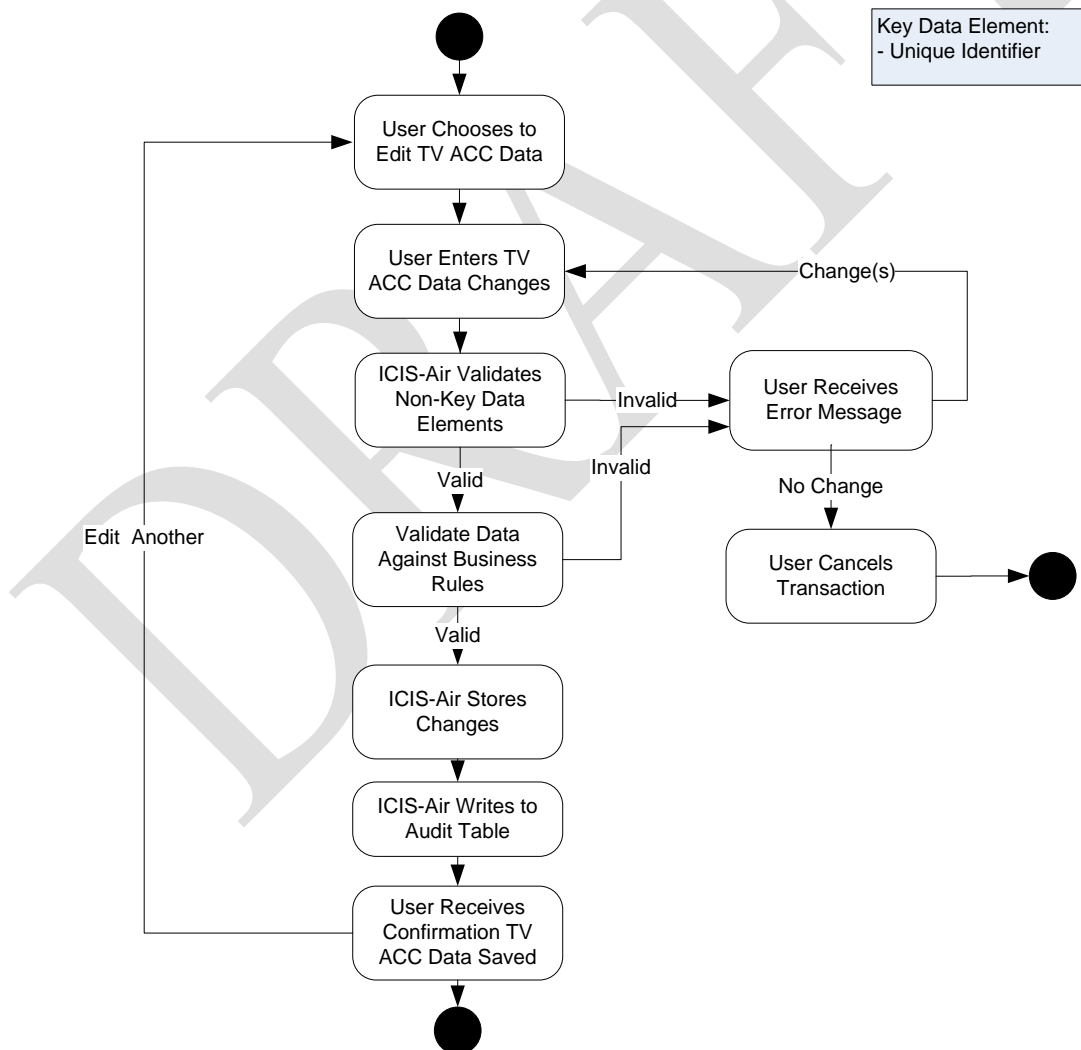 Key Data Element:
- Unique Identifier
User Chooses to
Edit TV ACC Data
User Enters TV
ACC Data Changes
Change(s)
ICIS-Air Validates
Non-Key Data
Elements
Invalid
User Receives
Error Message
Valid
Invalid
No Change
Edit Another
Validate Data
Against Business
Rules
User Cancels
Transaction
Valid
ICIS-Air Stores
Changes
ICIS-Air Writes to
Audit Table
User Receives
Confirmation TV
ACC Data Saved
DRAF